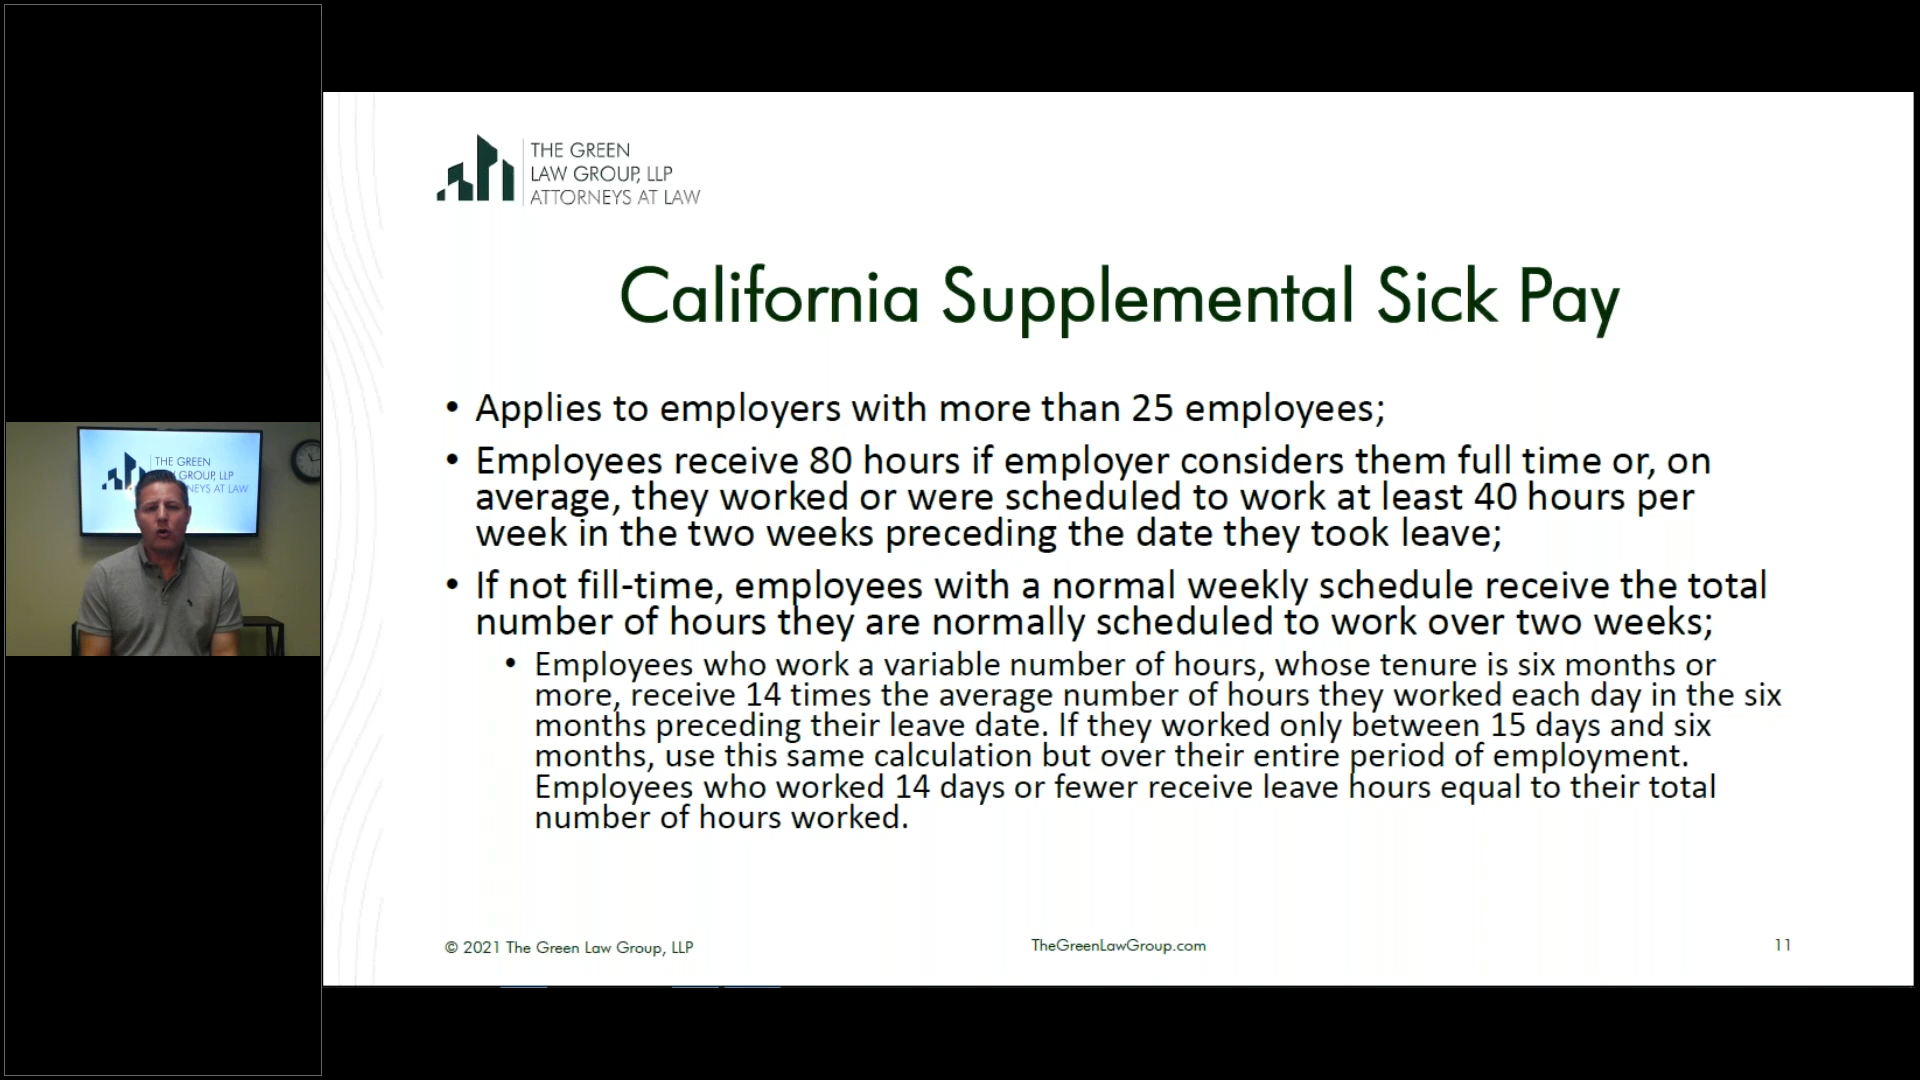 THE GREEN
LAW GROUP, LLP
ATTORNEYS AT LAW
California Supplemental Sick Pay
• Applies to employers with more than 25 employees;
• Employees receive 80 hours if employer considers them full time or, on
average, they worked or were scheduled to work at least 40 hours per
week in the two weeks preceding the date they took leave;
• If not fill-time, employees with a normal weekly schedule receive the total
number of hours they are normally scheduled to work over two weeks;
• Employees who work a variable number of hours, whose tenure is six months or
more, receive 14 times the average number of hours they worked each day in the six
months preceding their leave date. If they worked only between 15 days and six
months, use this same calculation but over their entire period of employment.
Employees who worked 14 days or fewer receive leave hours equal to their total
number of hours worked.
© 2021 The Green Law Group, LLP
TheGreenLawGroup.com
11
THE GREEN
GROUP, LLP
NEYS AT LAW